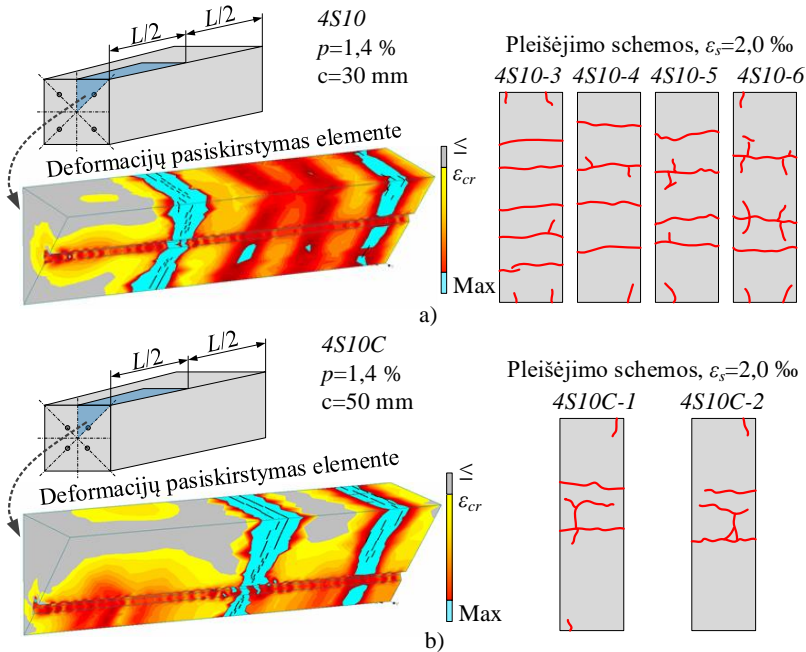 L/2
L/2
4S10
p=1,4 %
c=30 mm
Deformacijų pasiskirstymas elemente
≤
εcr
Max
Pleišėjimo schemos, εs=2,0 ‰
4S10-3 4S10-4 4S10-5 4S10-6
a)
L/2
L/2
4S10C
p=1,4 %
c=50 mm
Deformacijų pasiskirstymas elemente
≤
εcr
Max
Pleišėjimo schemos, εs=2,0 ‰
4S10C-1 4S10C-2
b)